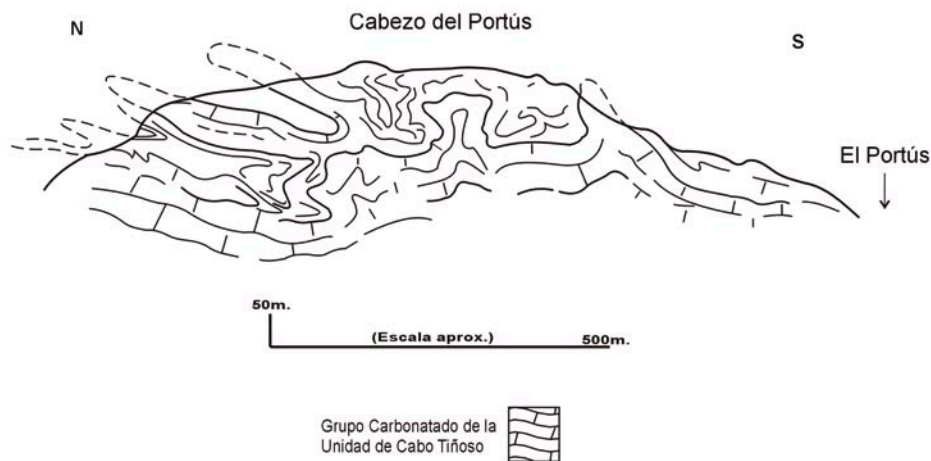 Cabezo del Portús
N
S
El Portús
50m.
(Escala aprox.)
500m.
Grupo Carbonatado de la
Unidad de Cabo Tiñoso